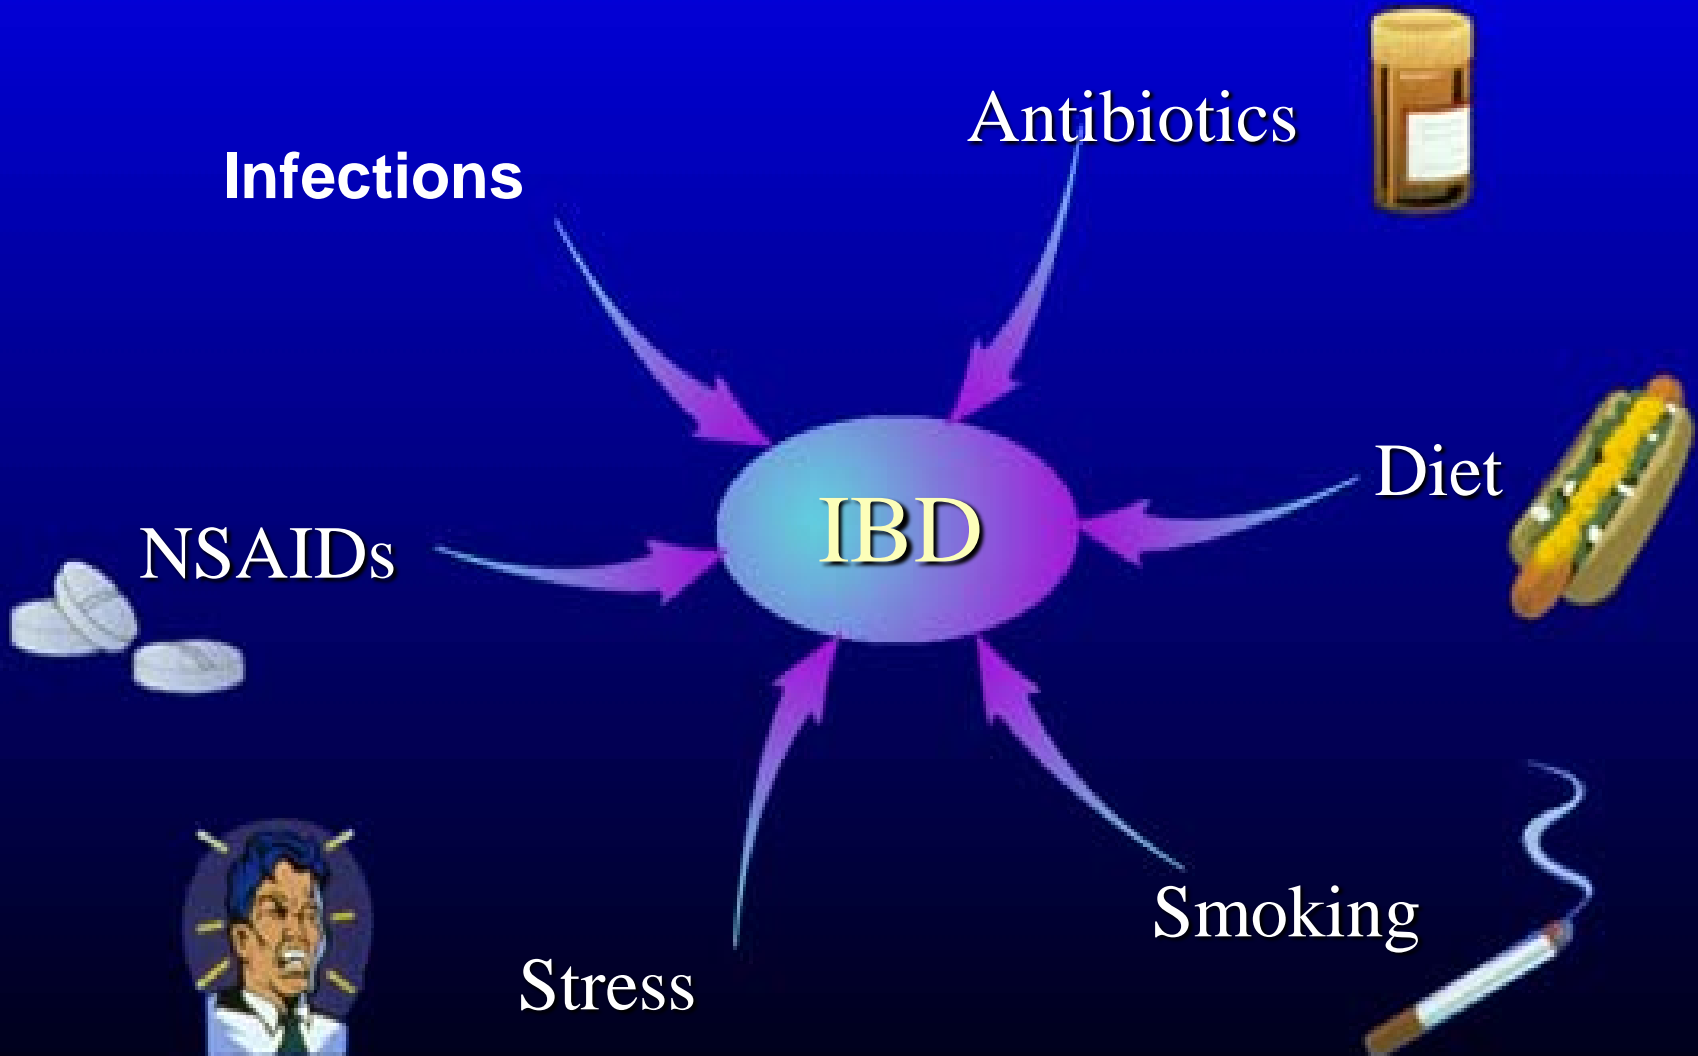 Antibiotics
Infections
Diet
IBD
NSAIDs
Smoking
Stress